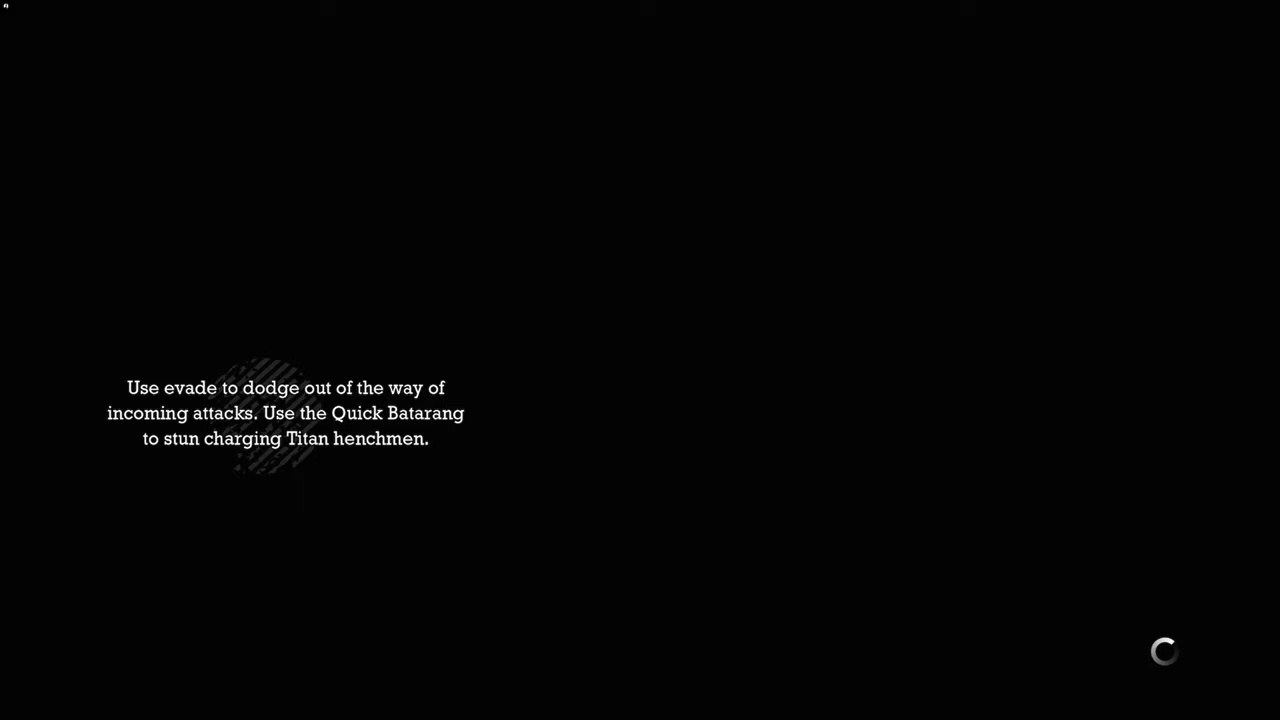 Use evade to dodge out of the way of
incoming attacks. Use the Quick Batarang
to stun charging Titan henchmen.